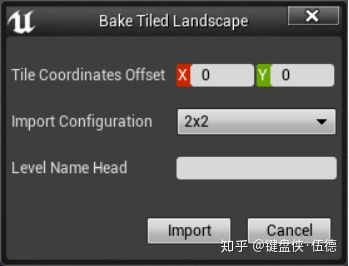 Bake Tiled Landscape
Tile Coordinates Offset X 0 Y 0
Import Configuration 2x2
Level Name Head
Import Cancel
知乎 @键盘侠·伍德